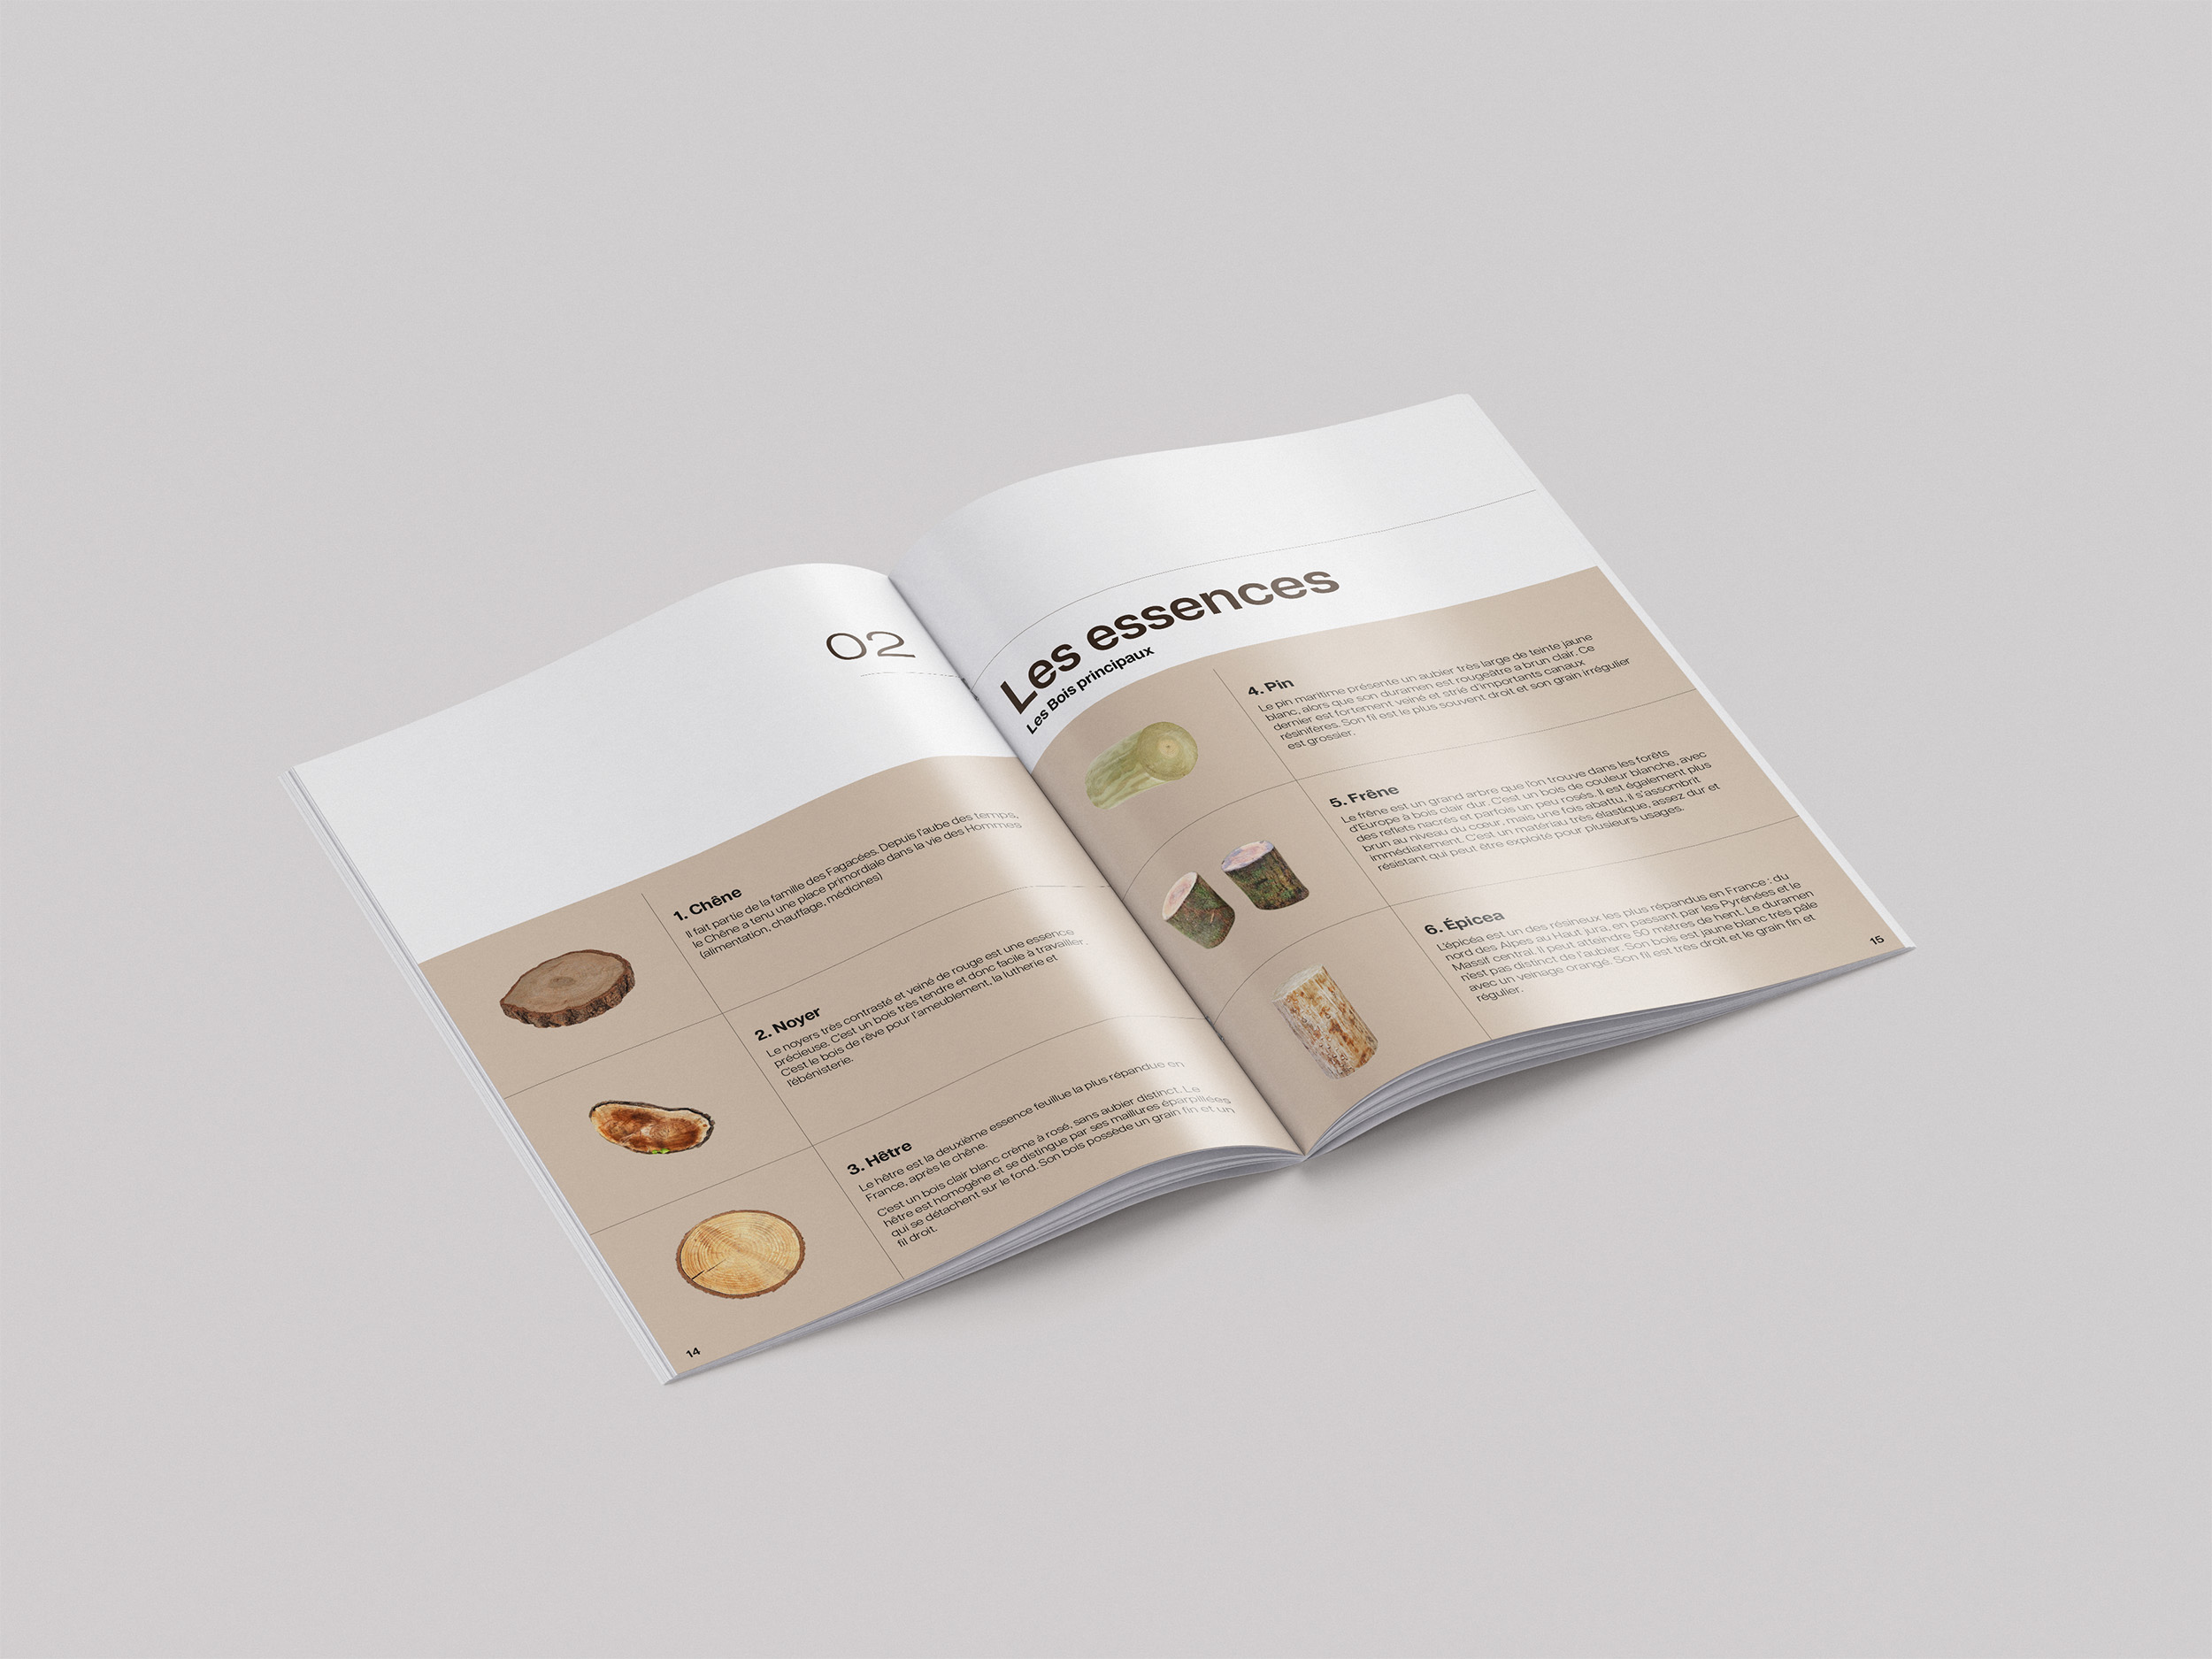 02
1. Chêne
Il fait partie de la famille des Fagacées. Depuis l'aube des temps,
le Chêne a tenu une place primordiale dans la vie des Hommes
(alimentation, chauffage, médicines)
2. Noyer
Le noyers très contrasté et veiné de rouge est une essence
précieuse. C'est un bois très tendre et donc facile à travailler.
C'est le bois de rêve pour l'ameublement, la lutherie et
l'ébénisterie.
3. Hêtre
Le hêtre est la deuxième essence feuillue la plus répandue en
France, après le chêne.
C'est un bois clair blanc crème à rosé, sans aubier distinct. Le
hêtre est homogène et se distingue par ses maillures éparpillées
qui se détachent sur le fond. Son bois possède un grain fin et un
fil droit.
14
Les essences
Les Bois principaux
4. Pin
Le pin maritime présente un aubier très large de teinte jaune
blanc, alors que son duramen est rougeâtre a brun clair. Ce
dernier est fortement veiné et strié d'importants canaux
résinifères. Son fil est le plus souvent droit et son grain irrégulier
est grossier.
5. Frêne
Le frêne est un grand arbre que l'on trouve dans les forêts
d'Europe à bois clair dur. C'est un bois de couleur blanche, avec
des reflets nacrés et parfois un peu rosés. Il est également plus
brun au niveau du cœur, mais une fois abattu, il s'assombrit
immédiatement. C'est un matériau très élastique, assez dur et
résistant qui peut être exploité pour plusieurs usages.
6. Épicea
L'épicéa est un des résineux les plus répandus en France : du
nord des Alpes au Haut jura, en passant par les Pyrénées et le
Massif central. Il peut atteindre 50 mètres de hent. Le duramen
n'est pas distinct de l'aubier. Son bois est jaune blanc très pâle
avec un veinage orangé. Son fil est très droit et le grain fin et
régulier.
15